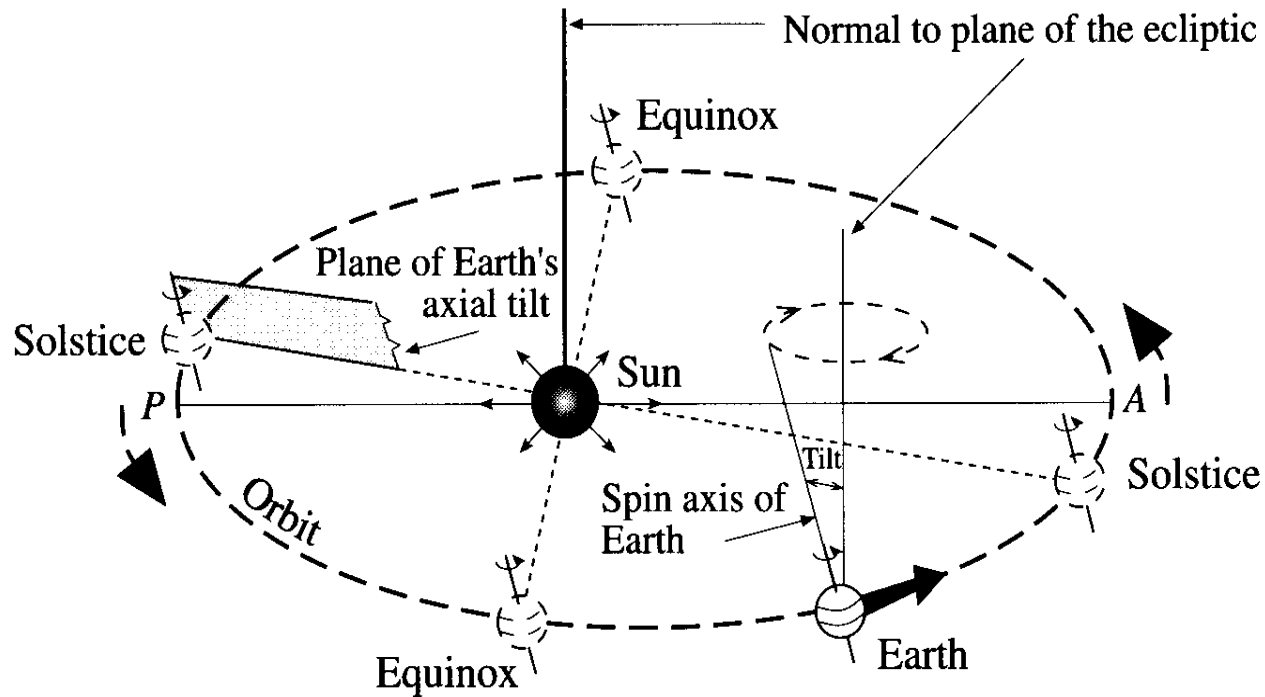 Normal to plane of the ecliptic
Equinox
Plane of Earth's
axial tilt
Solstice
Sun
P
A
Tilt
Solstice
Spin axis of
Earth
Orbit
Equinox
Earth